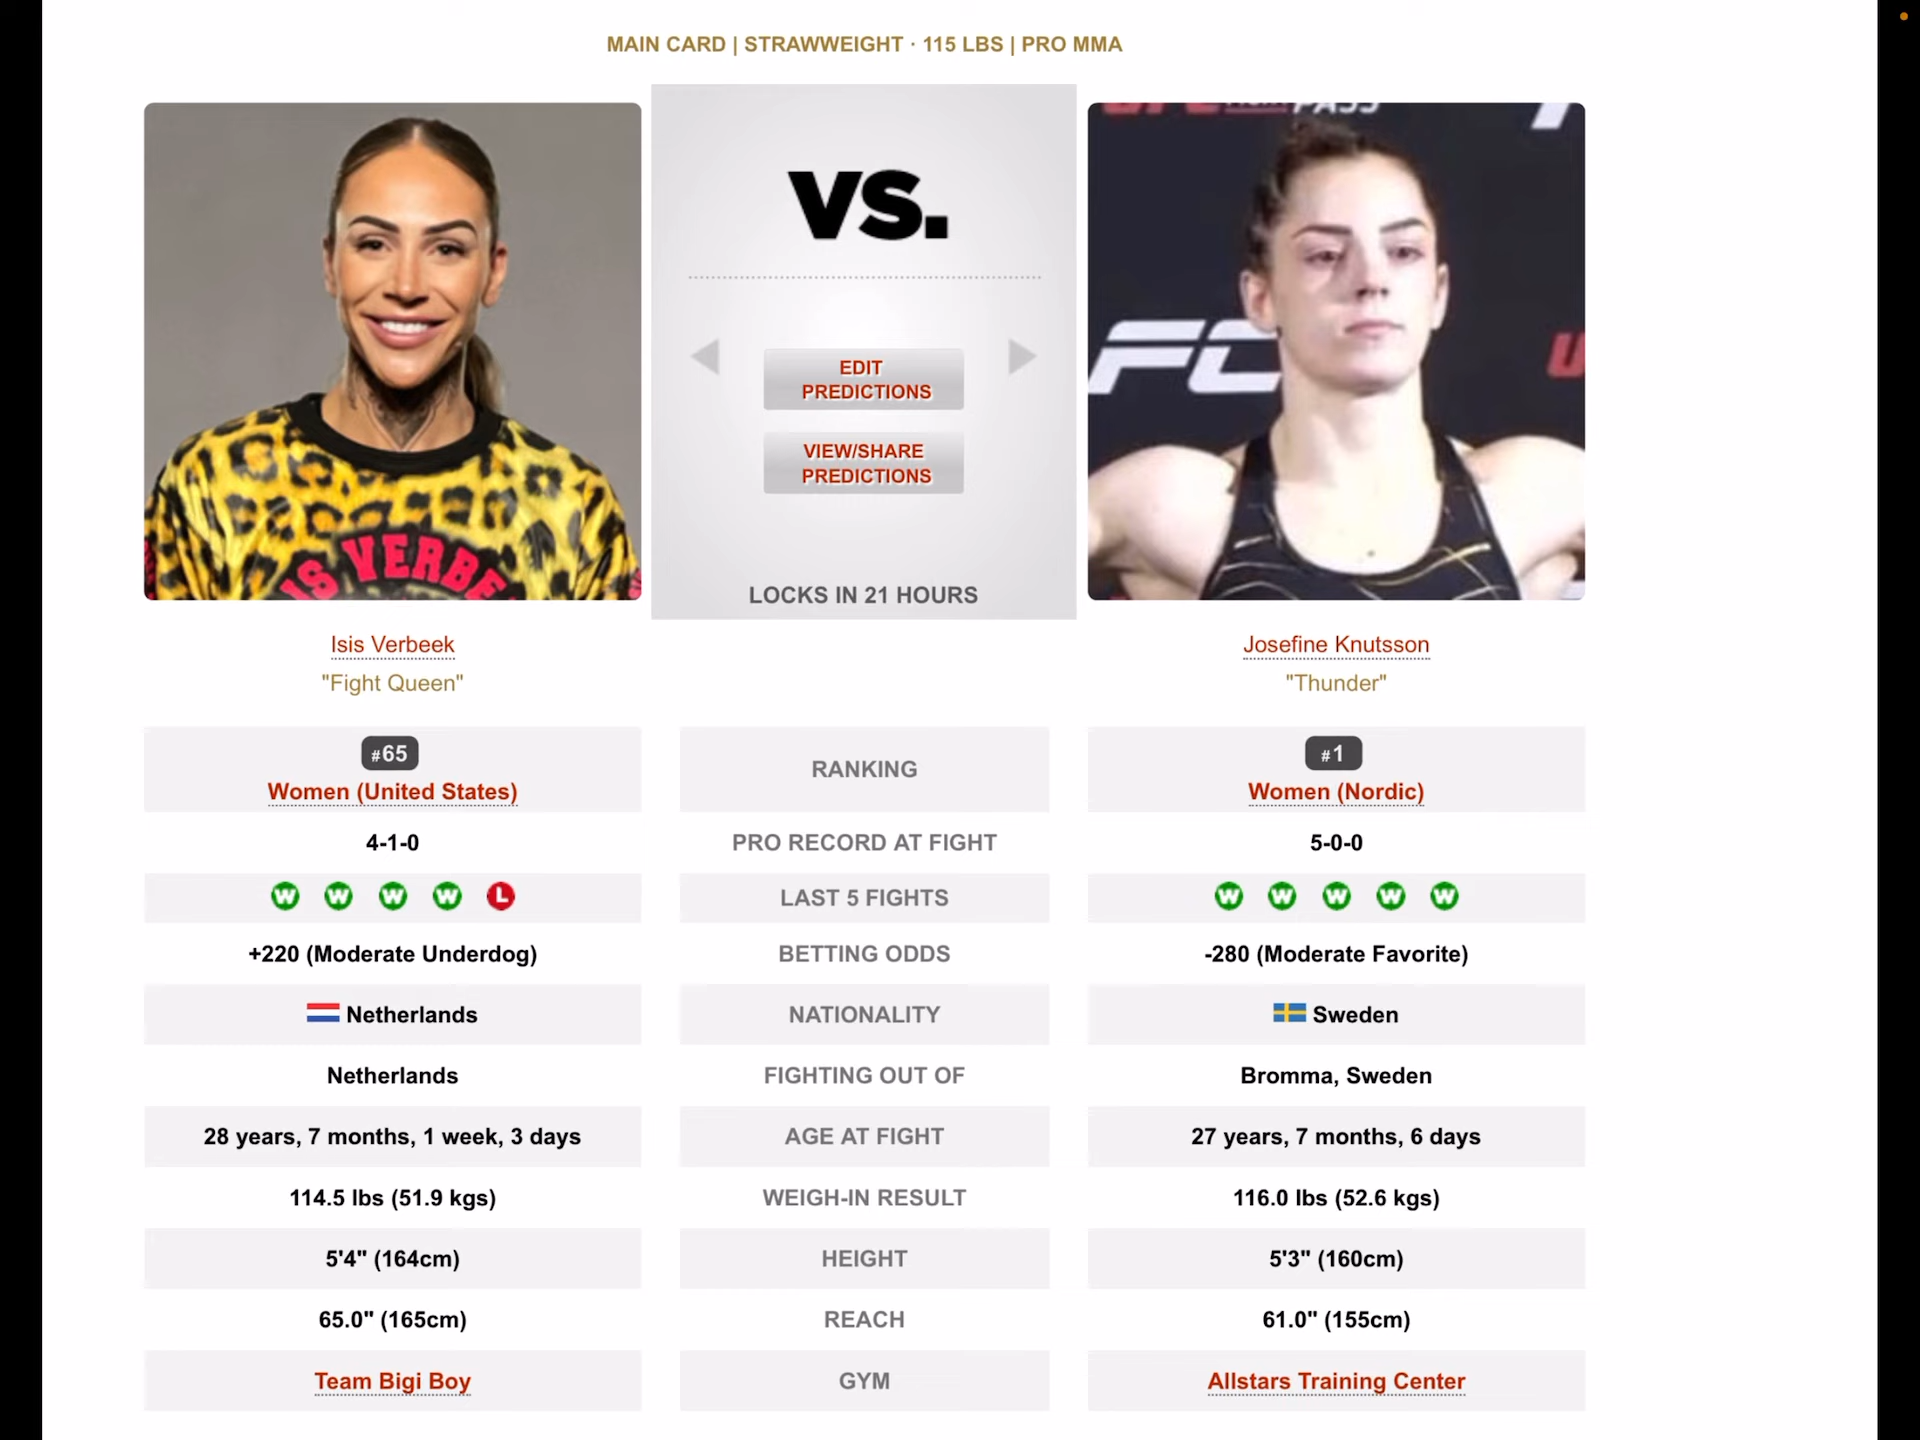 MAIN CARD | STRAWWEIGHT · 115 LBS | PRO MMA
PASS
VS.
FC
EDIT
PREDICTIONS
VIEW/SHARE
PREDICTIONS
IS VERBE
LOCKS IN 21 HOURS
Isis Verbeek
Josefine Knutsson
"Fight Queen"
"Thunder"
#65
Women (United States)
RANKING
#1
Women (Nordic)
4-1-0
PRO RECORD AT FIGHT
5-0-0
W W W W L
LAST 5 FIGHTS
W W W W W
+220 (Moderate Underdog)
BETTING ODDS
-280 (Moderate Favorite)
Netherlands
NATIONALITY
Sweden
Netherlands
FIGHTING OUT OF
Bromma, Sweden
28 years, 7 months, 1 week, 3 days
AGE AT FIGHT
27 years, 7 months, 6 days
114.5 lbs (51.9 kgs)
WEIGH-IN RESULT
116.0 lbs (52.6 kgs)
5'4" (164cm)
HEIGHT
5'3" (160cm)
65.0" (165cm)
REACH
61.0" (155cm)
Team Bigi Boy
GYM
Allstars Training Center